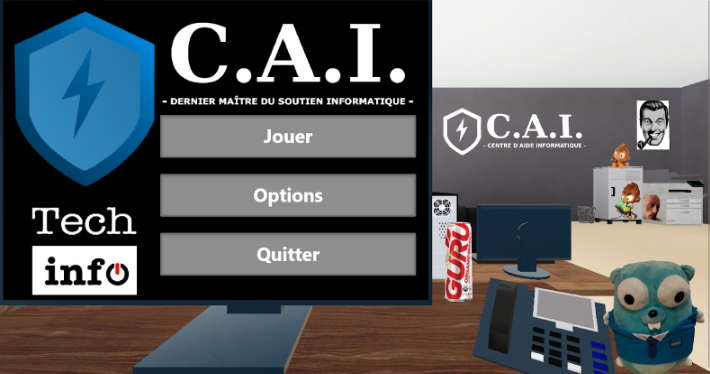 C.A.I.
- DERNIER MAÎTRE DU SOUTIEN INFORMATIQUE -
Jouer
Options
Quitter
Tech
info
C.A.I.
- CENTRE D'AIDE INFORMATIQUE -
GURU